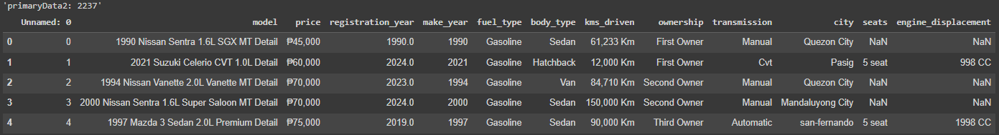 'primaryData2: 2237'
Unnamed: 0 model price registration_year make_year fuel_type body_type kms_driven ownership transmission city seats engine_displacement
0 0 1990 Nissan Sentra 1.6L SGX MT Detail ₱45,000 1990.0 1990 Gasoline Sedan 61,233 Km First Owner Manual Quezon City NaN NaN
1 1 2021 Suzuki Celerio CVT 1.0L Detail ₱60,000 2024.0 2021 Gasoline Hatchback 12,000 Km First Owner Cvt Pasig 5 seat 998 CC
2 2 1994 Nissan Vanette 2.0L Vanette MT Detail ₱70,000 2023.0 1994 Gasoline Van 84,710 Km Second Owner Manual Quezon City NaN NaN
3 3 2000 Nissan Sentra 1.6L Super Saloon MT Detail ₱70,000 2024.0 2000 Gasoline Sedan 150,000 Km Second Owner Manual Mandaluyong City NaN NaN
4 4 1997 Mazda 3 Sedan 2.0L Premium Detail ₱75,000 2019.0 1997 Gasoline Sedan 90,000 Km Third Owner Automatic san-fernando 5 seat 1998 CC